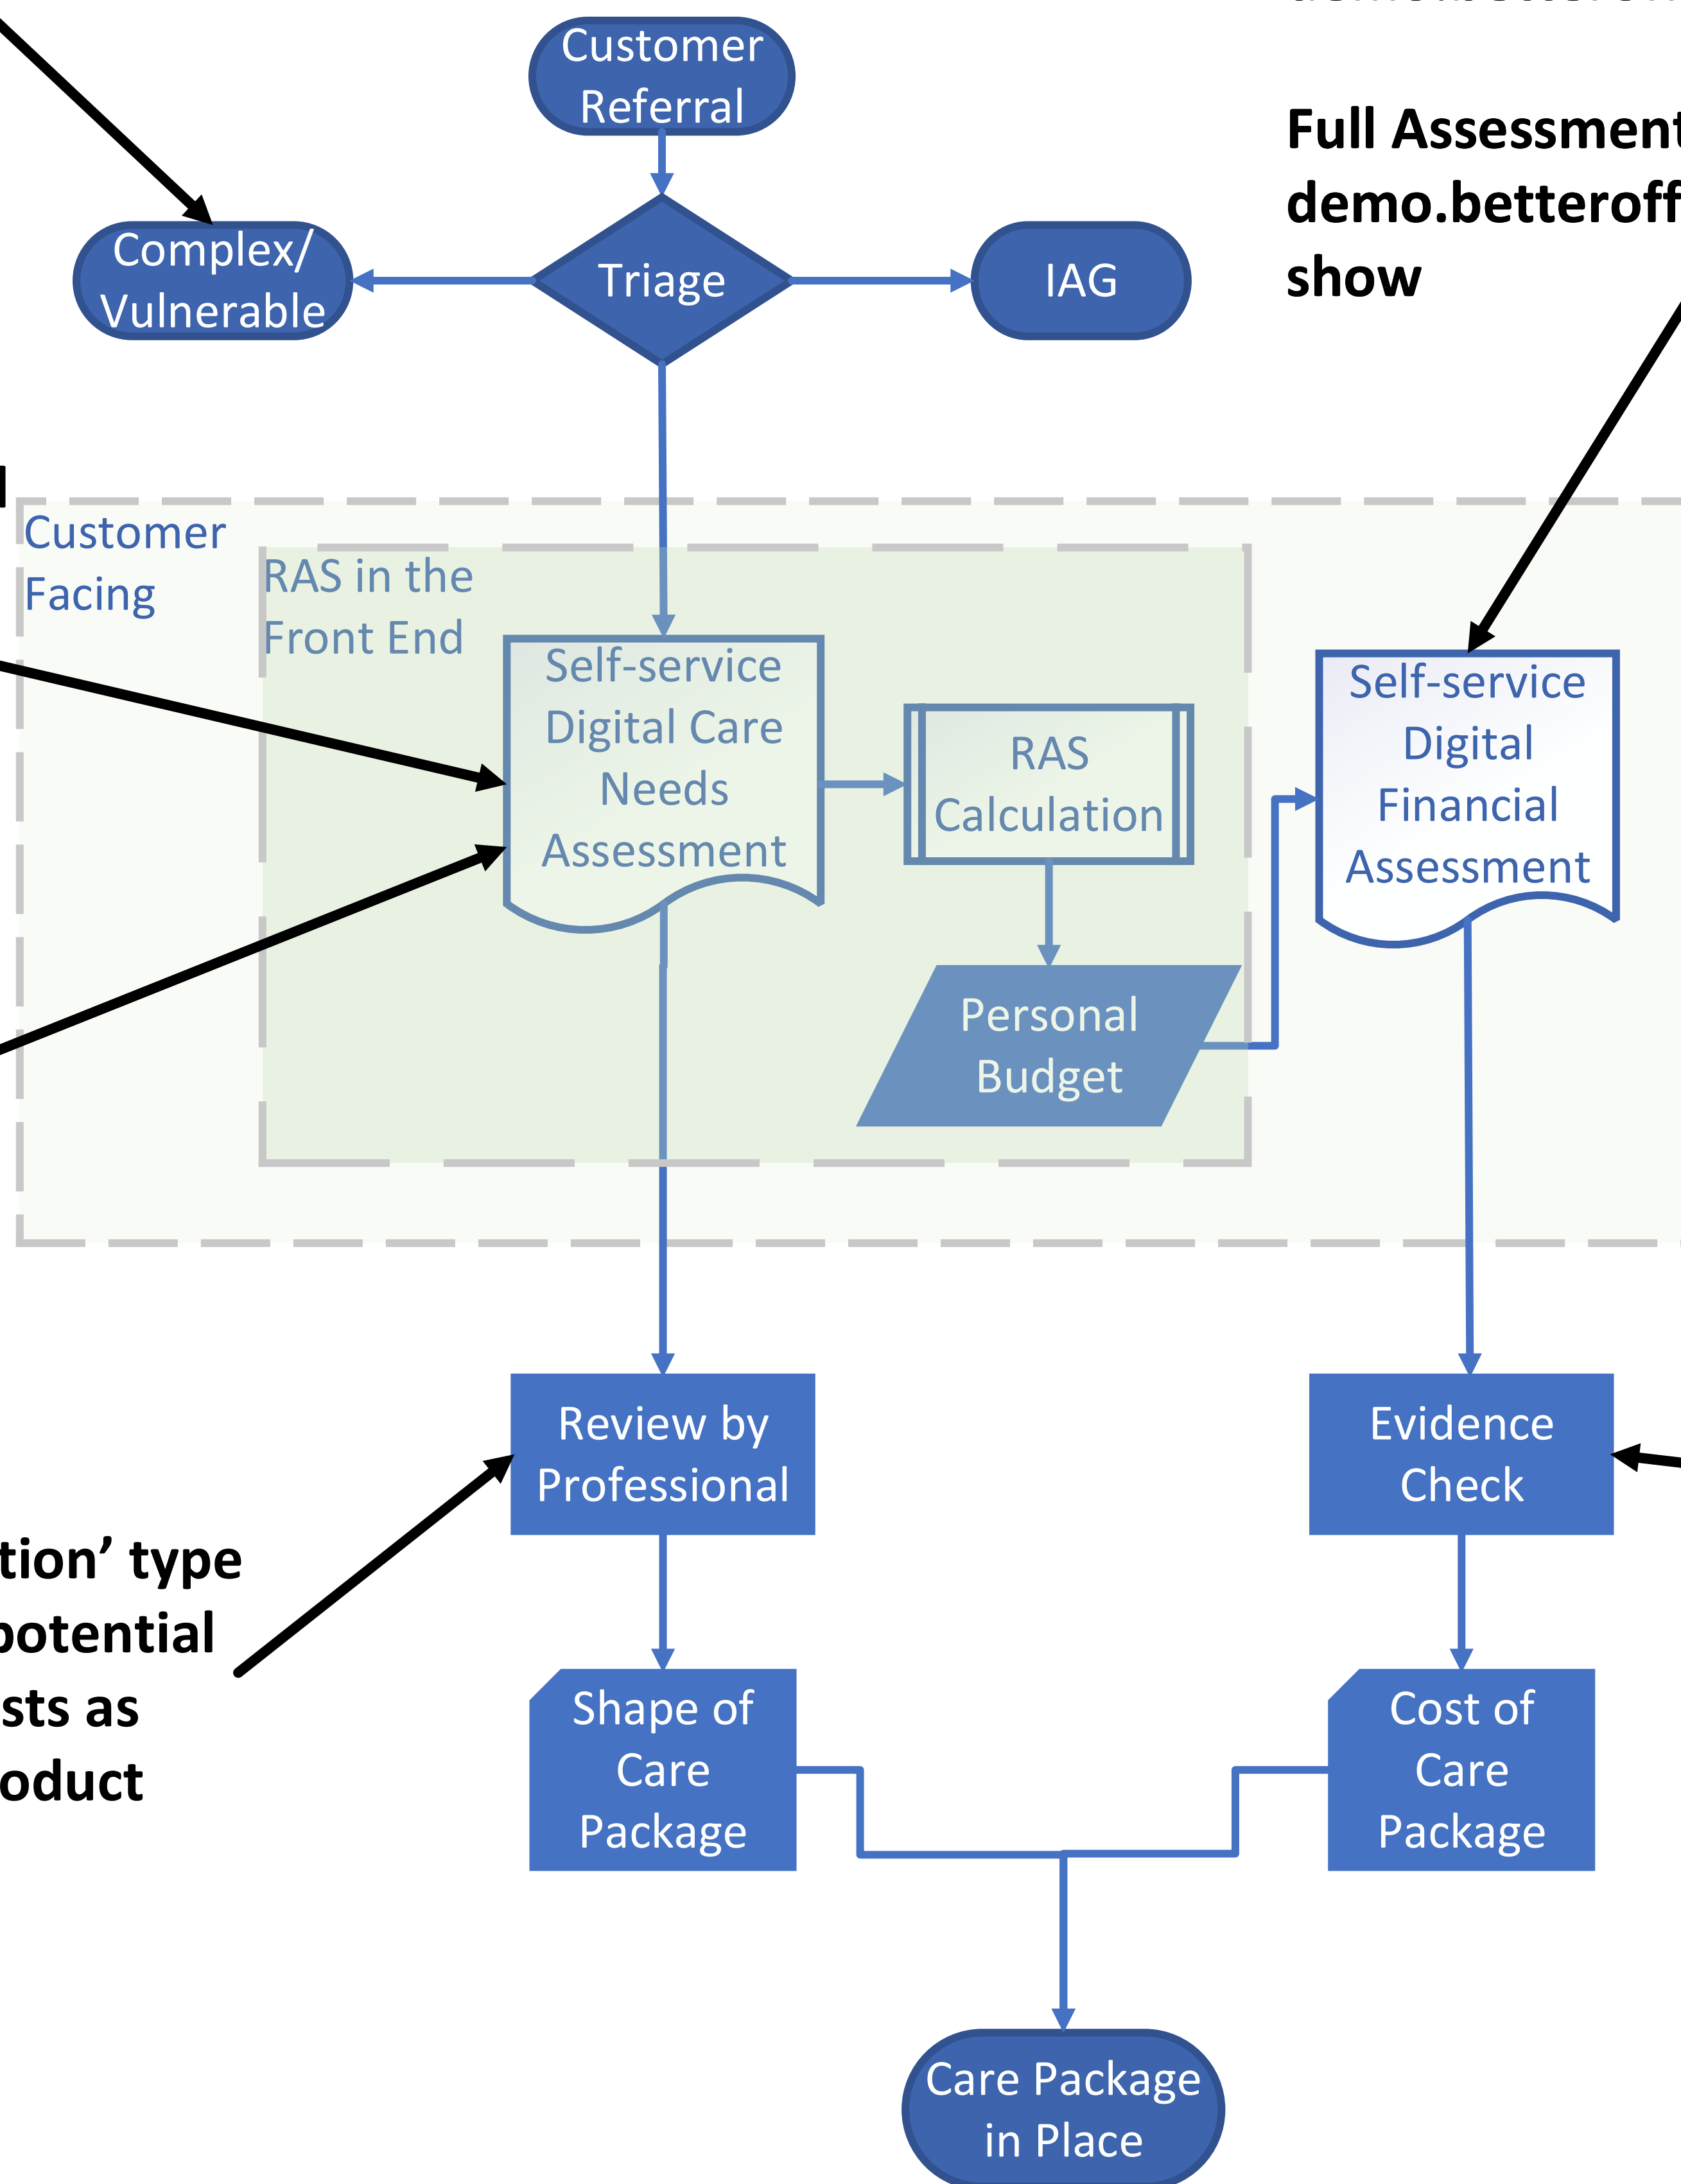 Customer
Referral
Full Assessment
demo.betteroff
show
Complex/
Vulnerable
Triage
IAG
Customer
Facing
RAS in the
Front End
Self-service
Digital Care
Needs
Assessment
RAS
Calculation
Self-service
Digital
Financial
Assessment
Personal
Budget
Review by
Professional
Evidence
Check
tion’ type
potential
sts as
oduct
Shape of
Care
Package
Cost of
Care
Package
Care Package
in Place